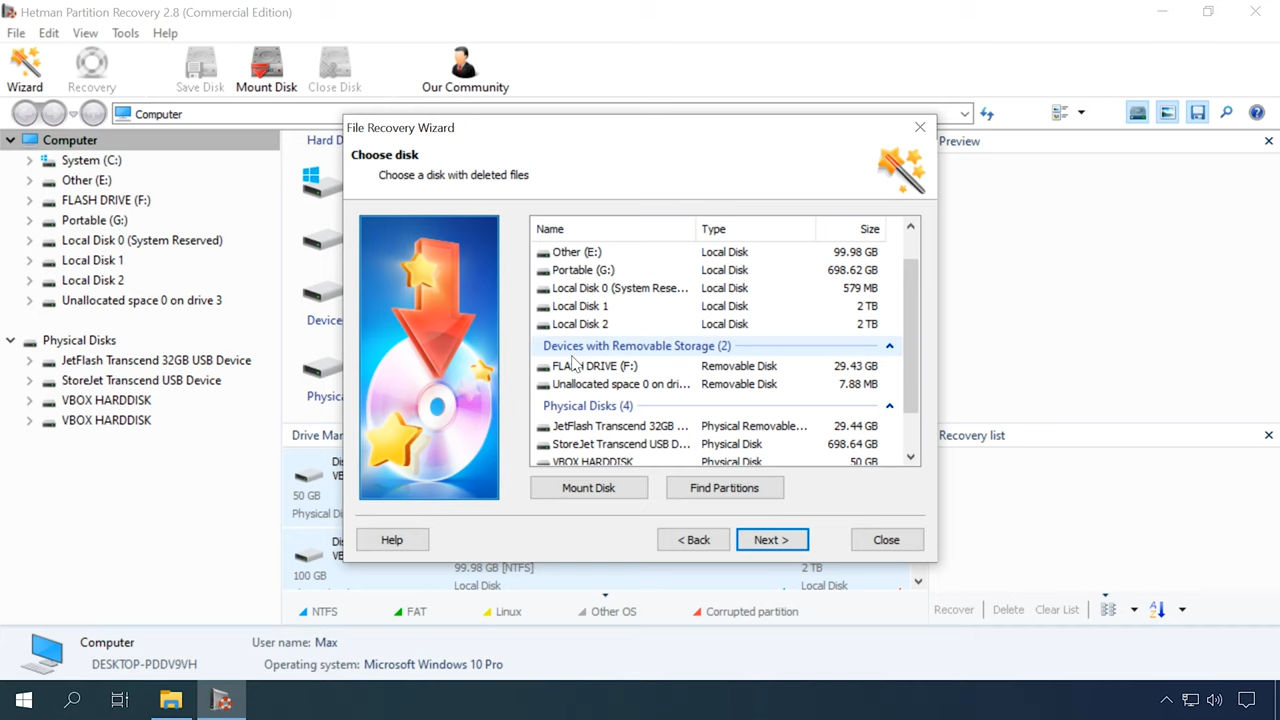 Hetman Partition Recovery 2.8 (Commercial Edition)
File Edit View Tools Help
Wizard Recovery Save Disk Mount Disk Close Disk Our Community
Computer
Computer
System (C:)
Other (E:)
FLASH DRIVE (F:)
Portable (G:)
Local Disk 0 (System Reserved)
Local Disk 1
Local Disk 2
Unallocated space 0 on drive 3
Physical Disks
JetFlash Transcend 32GB USB Device
StoreJet Transcend USB Device
VBOX HARDDISK
VBOX HARDDISK
Hard D
Device
Physic
Drive Mar
Dis
VB
50 GB
Physical Di
Dis
VB
100 GB
99.98 GB [NTFS]
Local Disk
2 TB
Local Disk
File Recovery Wizard
Choose disk
Choose a disk with deleted files
Name Type Size
Other (E:) Local Disk 99.98 GB
Portable (G:) Local Disk 698.62 GB
Local Disk 0 (System Rese... Local Disk 579 MB
Local Disk 1 Local Disk 2 TB
Local Disk 2 Local Disk 2 TB
Devices with Removable Storage (2)
FLASH DRIVE (F:) Removable Disk 29.43 GB
Unallocated space 0 on dri... Removable Disk 7.88 MB
Physical Disks (4)
JetFlash Transcend 32GB ... Physical Removable... 29.44 GB
StoreJet Transcend USB D... Physical Disk 698.64 GB
VBOX HARDDISK Physical Disk 50 GB
Mount Disk Find Partitions
Help < Back Next > Close
Preview
Recovery list
NTFS FAT Linux Other OS Corrupted partition
Recover Delete Clear List
Computer User name: Max
DESKTOP-PDDV9VH Operating system: Microsoft Windows 10 Pro